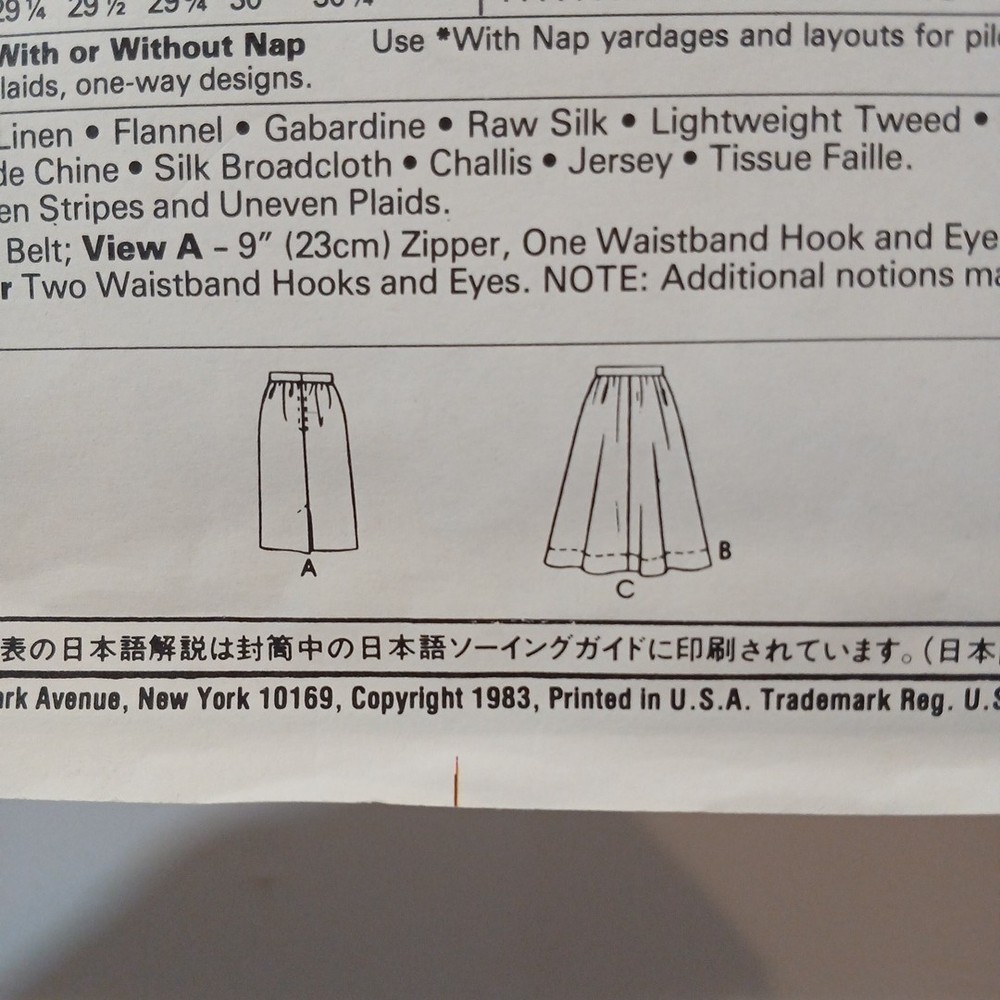 29 ¼ 29 ½ 29 ¾ 30
With or Without Nap Use *With Nap yardages and layouts for
laids, one-way designs.
Linen • Flannel • Gabardine • Raw Silk • Lightweight Tweed •
de Chine • Silk Broadcloth • Challis • Jersey • Tissue Faille.
en Stripes and Uneven Plaids.
Belt; View A – 9″ (23cm) Zipper, One Waistband Hook and Eye
r Two Waistband Hooks and Eyes. NOTE: Additional notions
A
B
C
表の日本語解説は封筒中の日本語ソーイングガイドに印刷されています。(日本
ark Avenue, New York 10169, Copyright 1983, Printed in U.S.A. Trademark Reg. U.S